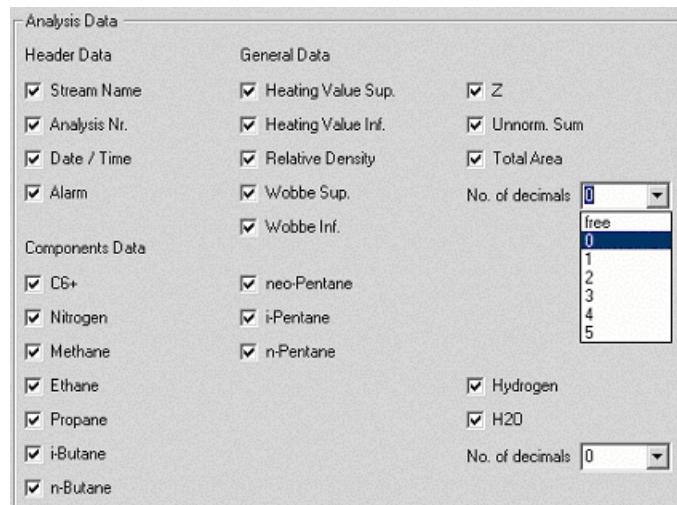 Analysis Data
Header Data General Data
Stream Name Heating Value Sup. Z
Analysis Nr. Heating Value Inf. Unnorm. Sum
Date / Time Relative Density Total Area
Alarm Wobbe Sup. No. of decimals 0
Wobbe Inf. free
0
Components Data 1
C6+ neo-Pentane 2
3
Nitrogen i-Pentane 4
5
Methane n-Pentane
Ethane Hydrogen
Propane H2O
i-Butane No. of decimals 0
n-Butane